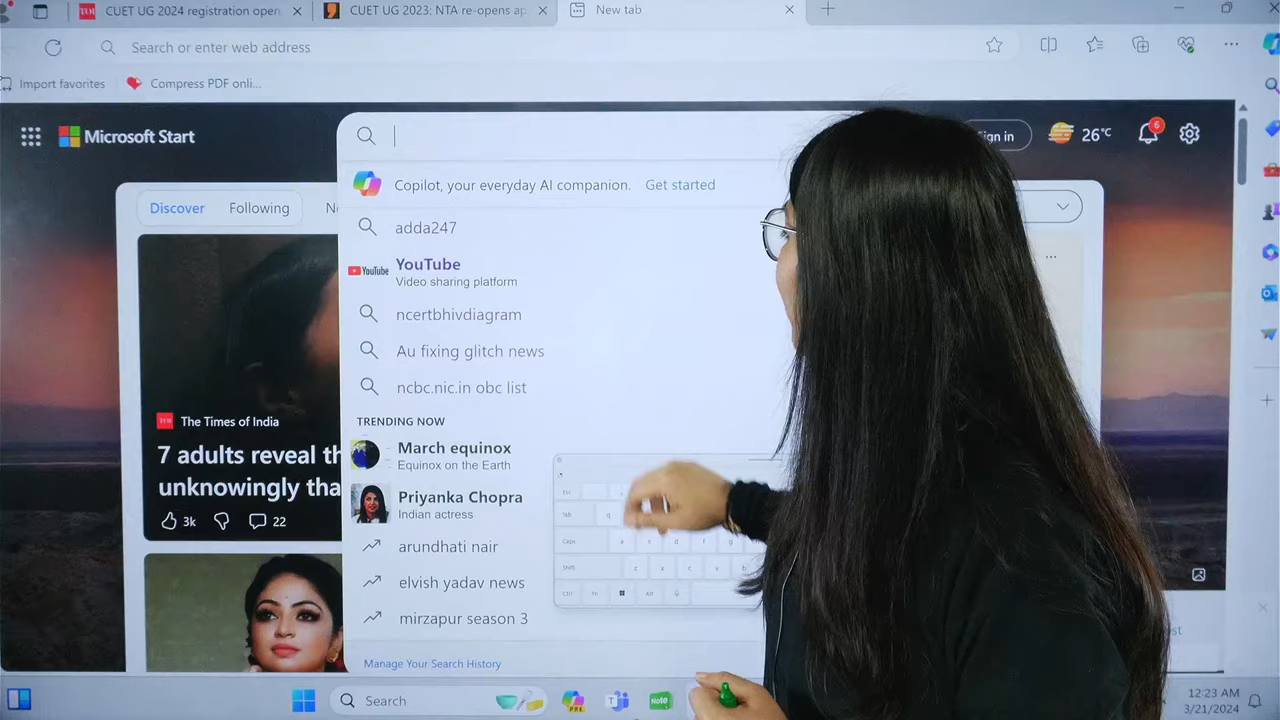 CUET UG 2024 registration open
CUET UG 2023: NTA re-opens ap
New tab
Search or enter web address
Import favorites
Compress PDF onli...
Microsoft Start
Sign in
26°C
6
Copilot, your everyday AI companion. Get started
Discover
Following
adda247
YouTube
YouTube
Video sharing platform
ncertbhivdiagram
Au fixing glitch news
ncbc.nic.in obc list
TRENDING NOW
The Times of India
7 adults reveal th
unknowingly tha
3k
22
March equinox
Equinox on the Earth
Priyanka Chopra
Indian actress
arundhati nair
elvish yadav news
mirzapur season 3
Manage Your Search History
Search
12:23 AM
3/21/2024